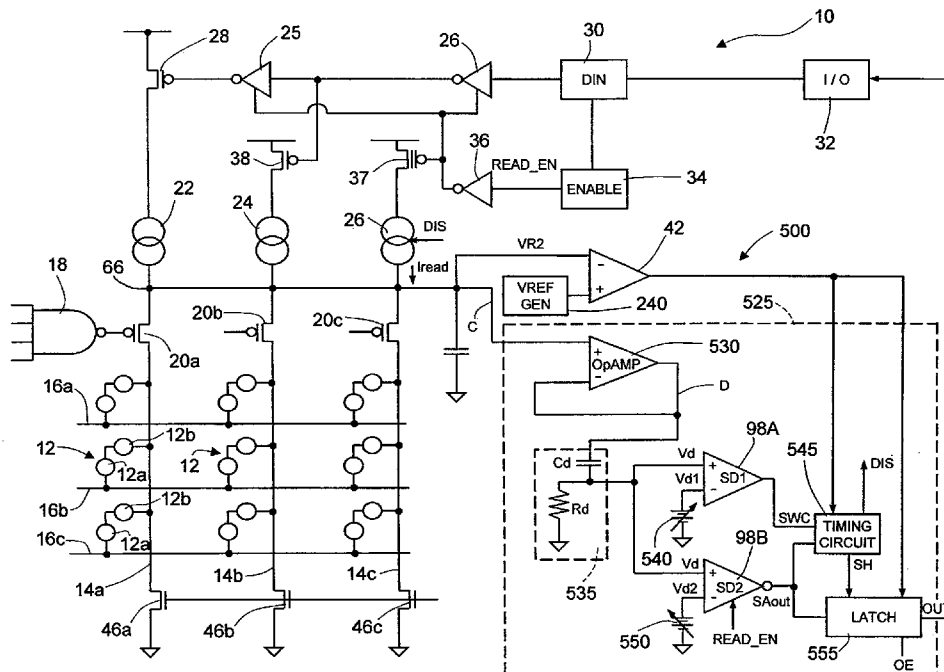 10
28
25
26
30
DIN
I / O
32
38
37
36
READ_EN
ENABLE
34
22
24
26
DIS
Iread
VR2
42
500
66
18
20a
20b
20c
C
VREF
GEN
240
-
+
525
+
OpAMP
-
530
D
16a
12
12b
12a
12
16b
12b
12a
16c
14a
14b
14c
46a
46b
46c
Cd
Rd
535
Vd
Vd1
+
SD1
-
98A
540
SWC
545
DIS
TIMING
CIRCUIT
SH
Vd
Vd2
+
SD2
-
98B
SAout
550
READ_EN
LATCH
OUT
555
OE